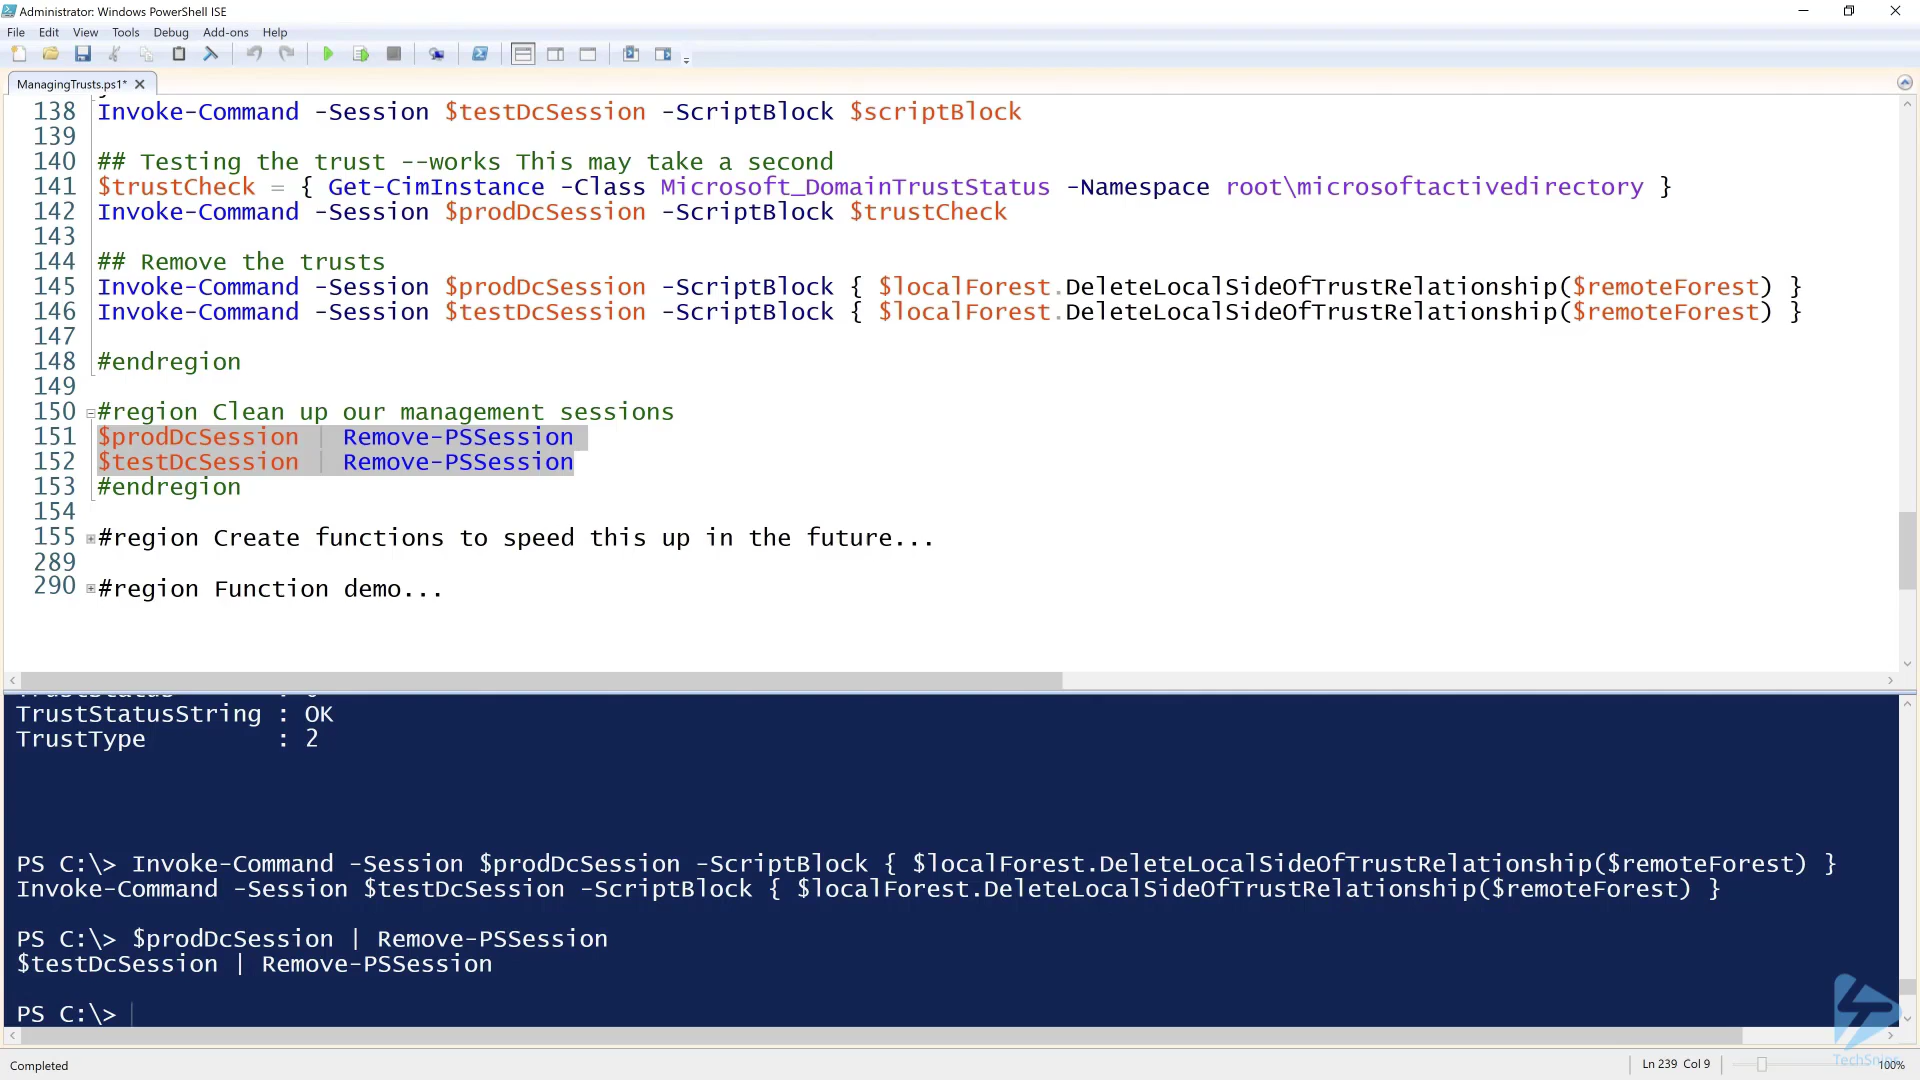 Administrator: Windows PowerShell ISE
File Edit View Tools Debug Add-ons Help
ManagingTrusts.ps1*
138 Invoke-Command -Session $testDcSession -ScriptBlock $scriptBlock
139
140 ## Testing the trust --works This may take a second
141 $trustCheck = { Get-CimInstance -Class Microsoft_DomainTrustStatus -Namespace root\microsoftactivedirectory }
142 Invoke-Command -Session $prodDcSession -ScriptBlock $trustCheck
143
144 ## Remove the trusts
145 Invoke-Command -Session $prodDcSession -ScriptBlock { $localForest.DeleteLocalSideOfTrustRelationship($remoteForest) }
146 Invoke-Command -Session $testDcSession -ScriptBlock { $localForest.DeleteLocalSideOfTrustRelationship($remoteForest) }
147
148 #endregion
149
150 #region Clean up our management sessions
151 $prodDcSession | Remove-PSSession
152 $testDcSession | Remove-PSSession
153 #endregion
154
155 #region Create functions to speed this up in the future...
289
290 #region Function demo...
TrustStatusString : OK
TrustType : 2
PS C:\> Invoke-Command -Session $prodDcSession -ScriptBlock { $localForest.DeleteLocalSideOfTrustRelationship($remoteForest) }
Invoke-Command -Session $testDcSession -ScriptBlock { $localForest.DeleteLocalSideOfTrustRelationship($remoteForest) }
PS C:\> $prodDcSession | Remove-PSSession
$testDcSession | Remove-PSSession
PS C:\>
Completed
Ln 239 Col 9
100%